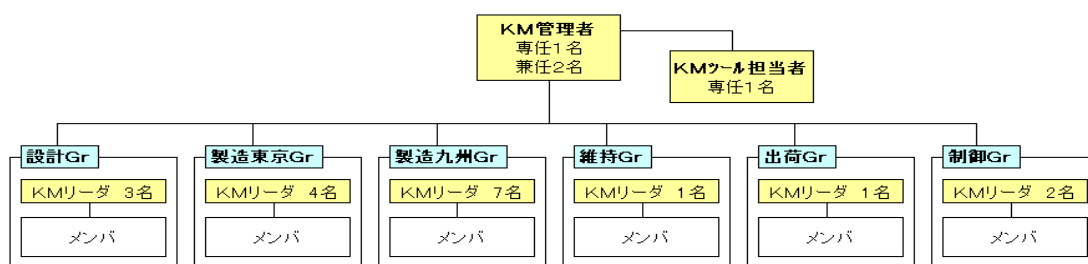 KM管理者
専任1名
兼任2名
KMツール担当者
専任1名
設計Gr
製造東京Gr
製造九州Gr
維持Gr
出荷Gr
制御Gr
KMリーダ 3名
KMリーダ 4名
KMリーダ 7名
KMリーダ 1名
KMリーダ 1名
KMリーダ 2名
メンバ
メンバ
メンバ
メンバ
メンバ
メンバ